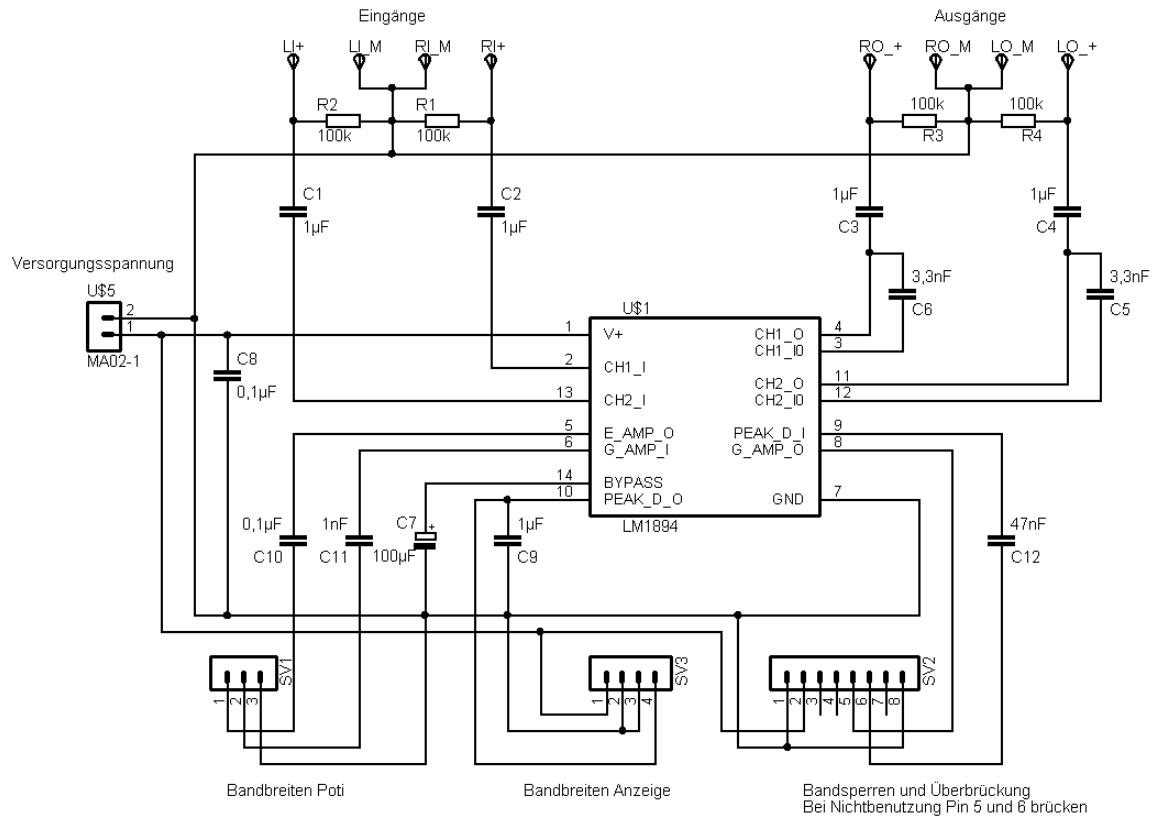 Eingänge
Ausgänge
LI+ LI_M RI_M RI+
RO_+ RO_M LO_M LO_+
R2 R1
100k 100k
100k 100k
R3 R4
C1 C2
1µF 1µF
1µF 1µF
C3 C4
Versorgungsspannung
U$5
2
1
MA02-1
3,3nF 3,3nF
C6 C5
U$1
C8
0,1µF
1 V+ CH1_O 4
CH1_I0 3
2 CH1_I
CH2_O 11
13 CH2_I CH2_I0 12
5 E_AMP_O PEAK_D_I 9
6 G_AMP_I G_AMP_O 8
14 BYPASS
10 PEAK_D_O GND 7
LM1894
0,1µF 1nF C7 + 1µF 47nF
C10 C11 100µF C9 C12
SV1 SV3 SV2
1 2 3
1 2 3 4
1 2 3 4 5 6 7 8
Bandbreiten Poti
Bandbreiten Anzeige
Bandsperren und Überbrückung
Bei Nichtbenutzung Pin 5 und 6 brücken